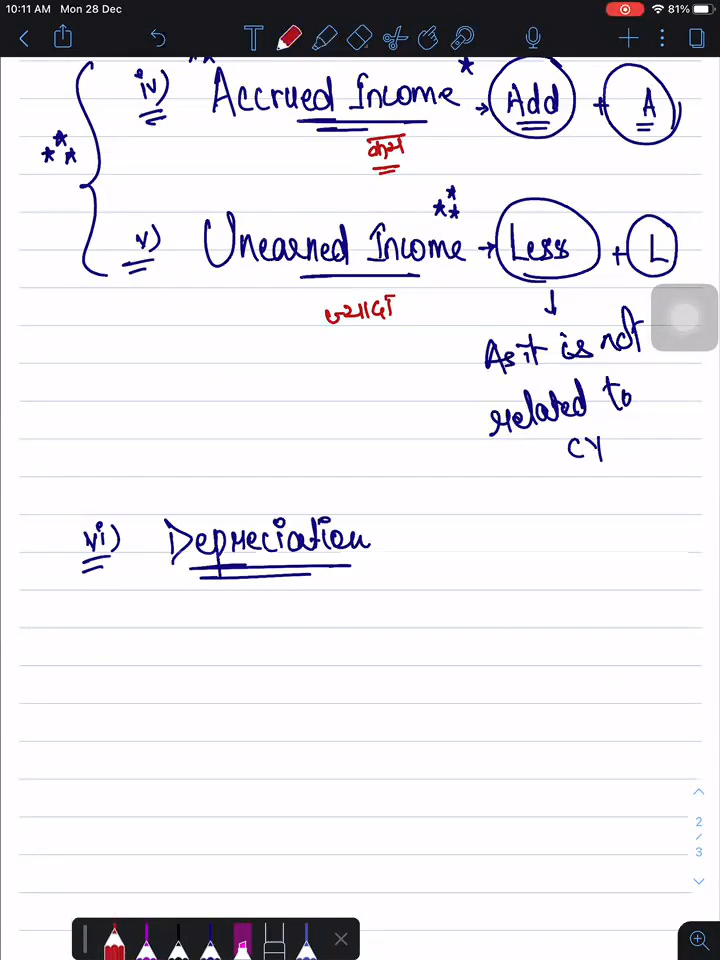 10:11 AM Mon 28 Dec
81%
iv) Accrued Income → Add + A
कम
v) Unearned Income → Less + L
ज्यादा
As it is not
related to
CY
vi) Depreciation
2
3